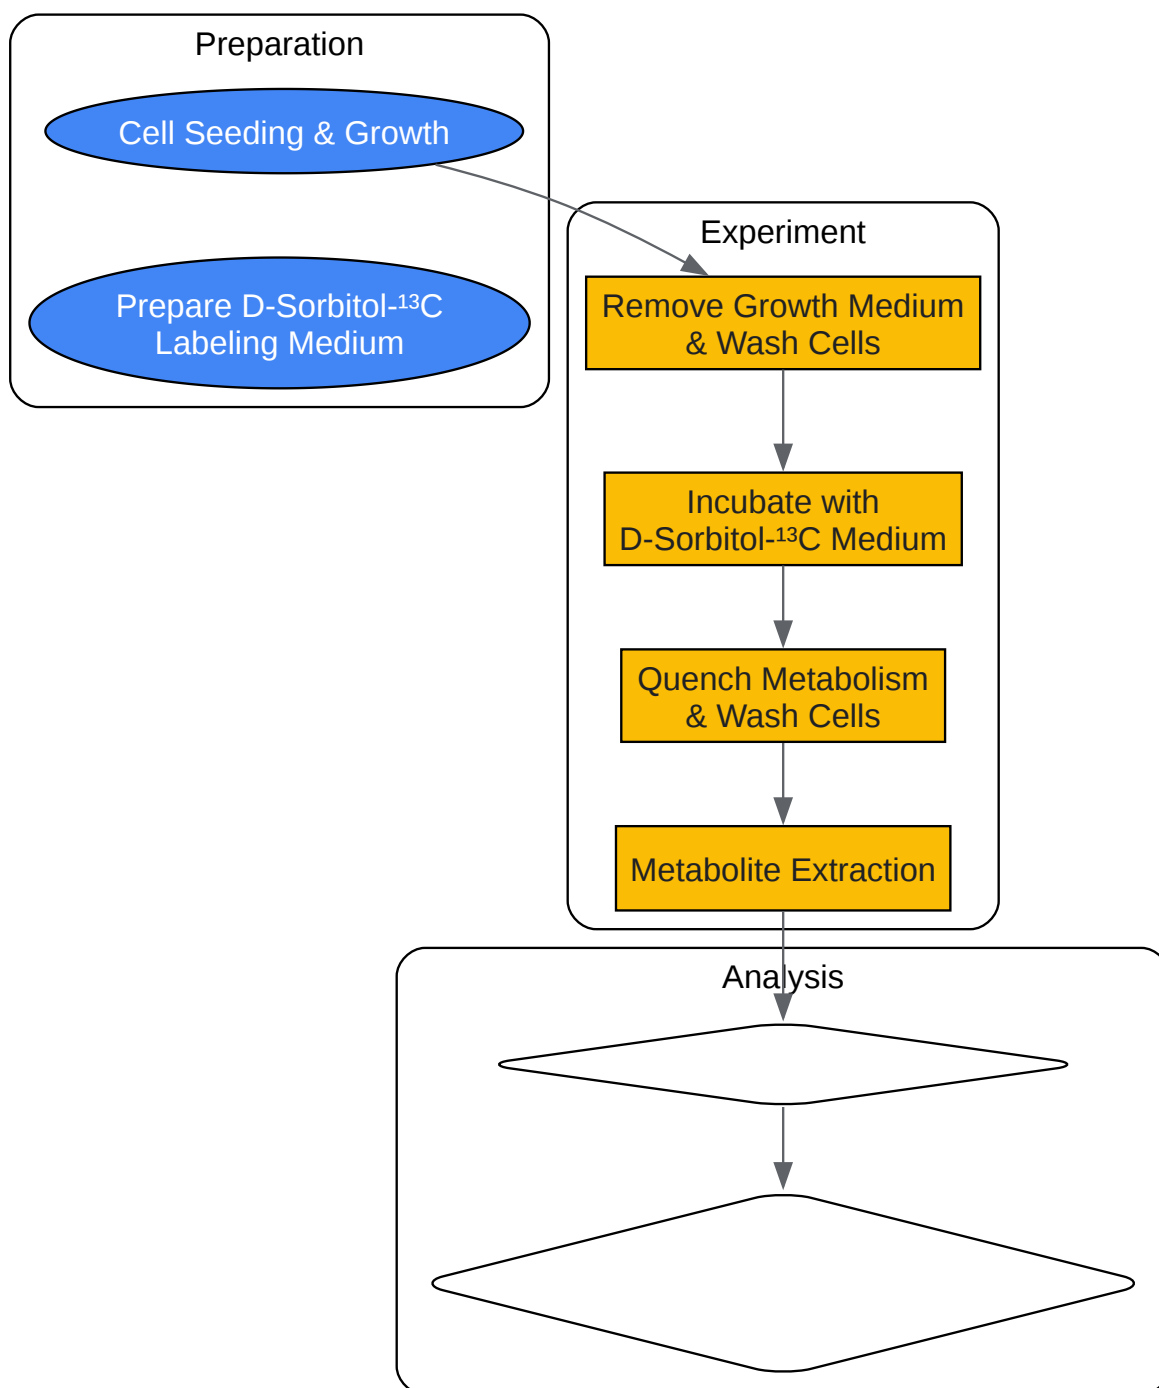 Preparation
Cell Seeding & Growth
Prepare D-Sorbitol-¹³C
Labeling Medium
Experiment
Remove Growth Medium
& Wash Cells
Incubate with
D-Sorbitol-¹³C Medium
Quench Metabolism
& Wash Cells
Metabolite Extraction
Analysis